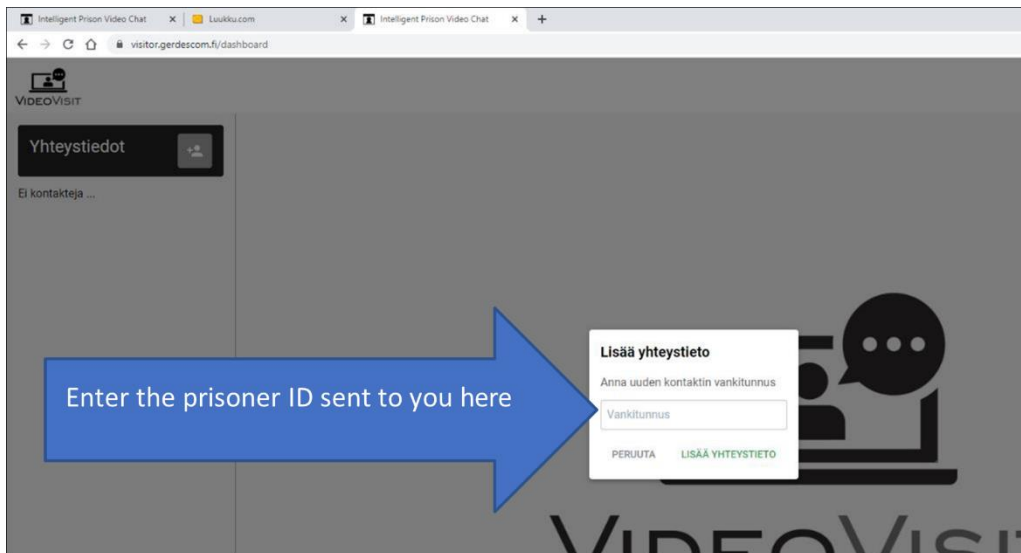 Intelligent Prison Video Chat
Luukku.com
Intelligent Prison Video Chat
visitor.gerdescom.fi/dashboard
VIDEOVISIT
Yhteystiedot
Ei kontakteja ...
Lisää yhteystieto
Anna uuden kontaktin vankitunnus
Enter the prisoner ID sent to you here
Vankitunnus
PERUUTA LISÄÄ YHTEYSTIETO
VIDEOVISIT